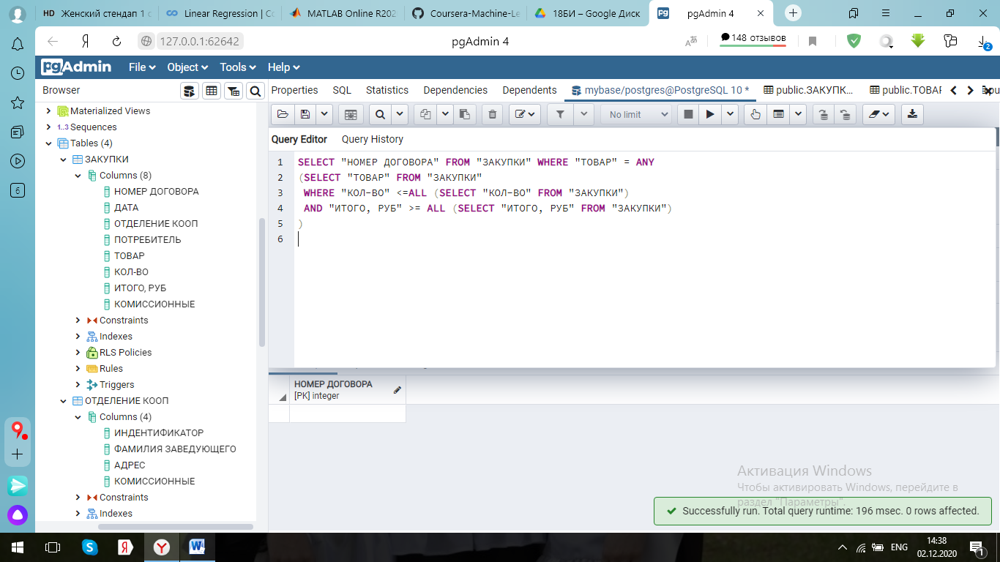 HD Женский стендап 1 с
Linear Regression | Co
MATLAB Online R202
Coursera-Machine-Le
18БИ – Google Диск
pgAdmin 4
127.0.0.1:62642
pgAdmin 4
148 отзывов
2
pgAdmin
File Object Tools Help
Browser
Properties SQL Statistics Dependencies Dependents mybase/postgres@PostgreSQL 10 * public.ЗАКУПК... public.ТОВАР
Materialized Views
1..3 Sequences
Tables (4)
ЗАКУПКИ
Columns (8)
НОМЕР ДОГОВОРА
ДАТА
ОТДЕЛЕНИЕ КООП
ПОТРЕБИТЕЛЬ
ТОВАР
КОЛ-ВО
ИТОГО, РУБ
КОМИССИОННЫЕ
Constraints
Indexes
RLS Policies
Rules
Triggers
ОТДЕЛЕНИЕ КООП
Columns (4)
ИНДЕНТИФИКАТОР
ФАМИЛИЯ ЗАВЕДУЮЩЕГО
АДРЕС
КОМИССИОННЫЕ
Constraints
Indexes
6
No limit
Query Editor Query History
1 SELECT "НОМЕР ДОГОВОРА" FROM "ЗАКУПКИ" WHERE "ТОВАР" = ANY
2 (SELECT "ТОВАР" FROM "ЗАКУПКИ"
3 WHERE "КОЛ-ВО" <=ALL (SELECT "КОЛ-ВО" FROM "ЗАКУПКИ")
4 AND "ИТОГО, РУБ" >= ALL (SELECT "ИТОГО, РУБ" FROM "ЗАКУПКИ")
5 )
6
НОМЕР ДОГОВОРА
[PK] integer
Активация Windows
Чтобы активировать Windows, перейдите в
раздел "Параметры".
Successfully run. Total query runtime: 196 msec. 0 rows affected.
ENG
14:38
02.12.2020
1